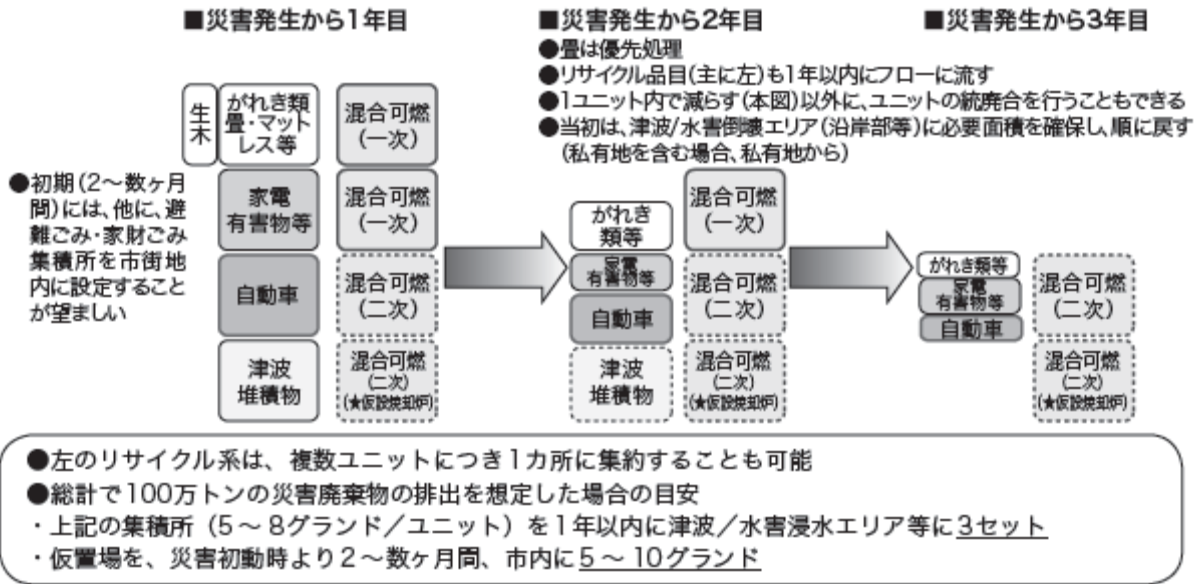 ■災害発生から1年目
生木
がれき類
畳・マット
レス等
混合可燃
(一次)
●初期(2〜数ヶ月
間)には、他に、避
難ごみ・家財ごみ
集積所を市街地
内に設定すること
が望ましい
家電
有害物等
混合可燃
(一次)
自動車
混合可燃
(二次)
津波
堆積物
混合可燃
(二次)
(★仮設焼却炉)
■災害発生から2年目
●畳は優先処理
●リサイクル品目(主に左)も1年以内にフローに流す
●1ユニット内で減らす(本図)以外に、ユニットの統廃合を行うこともできる
●当初は、津波/水害倒壊エリア(沿岸部等)に必要面積を確保し、順に戻す
(私有地を含む場合、私有地から)
がれき
類等
混合可燃
(一次)
家電
有害物等
混合可燃
(二次)
自動車
津波
堆積物
混合可燃
(二次)
(★仮設焼却炉)
■災害発生から3年目
がれき類等
家電
有害物等
自動車
混合可燃
(二次)
混合可燃
(二次)
(★仮設焼却炉)
●左のリサイクル系は、複数ユニットにつき1カ所に集約することも可能
●総計で100万トンの災害廃棄物の排出を想定した場合の目安
・上記の集積所(5〜8グランド/ユニット)を1年以内に津波/水害浸水エリア等に3セット
・仮置場を、災害初動時より2〜数ヶ月間、市内に5〜10グランド